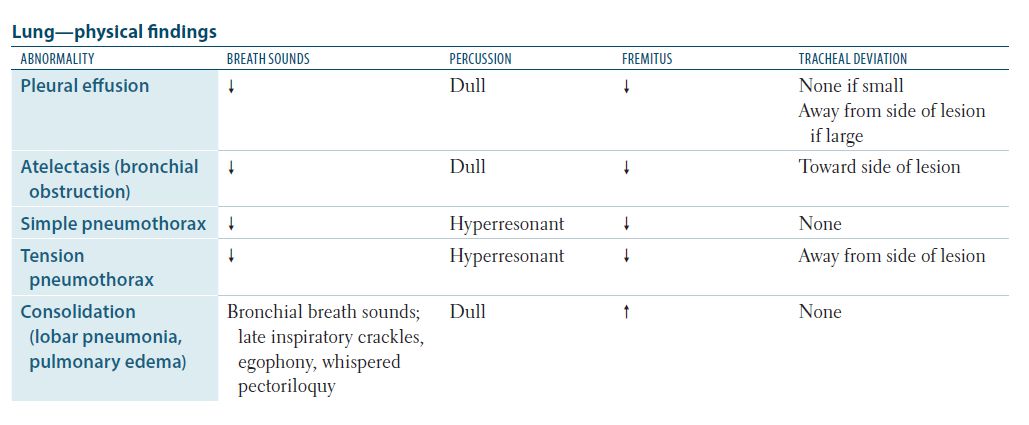 Lung—physical findings
ABNORMALITY BREATH SOUNDS PERCUSSION FREMITUS TRACHEAL DEVIATION
Pleural effusion ↓ Dull ↓ None if small
Away from side of lesion
if large
Atelectasis (bronchial ↓ Dull ↓ Toward side of lesion
obstruction)
Simple pneumothorax ↓ Hyperresonant ↓ None
Tension ↓ Hyperresonant ↓ Away from side of lesion
pneumothorax
Consolidation Bronchial breath sounds; Dull ↑ None
(lobar pneumonia, late inspiratory crackles,
pulmonary edema) egophony, whispered
pectoriloquy